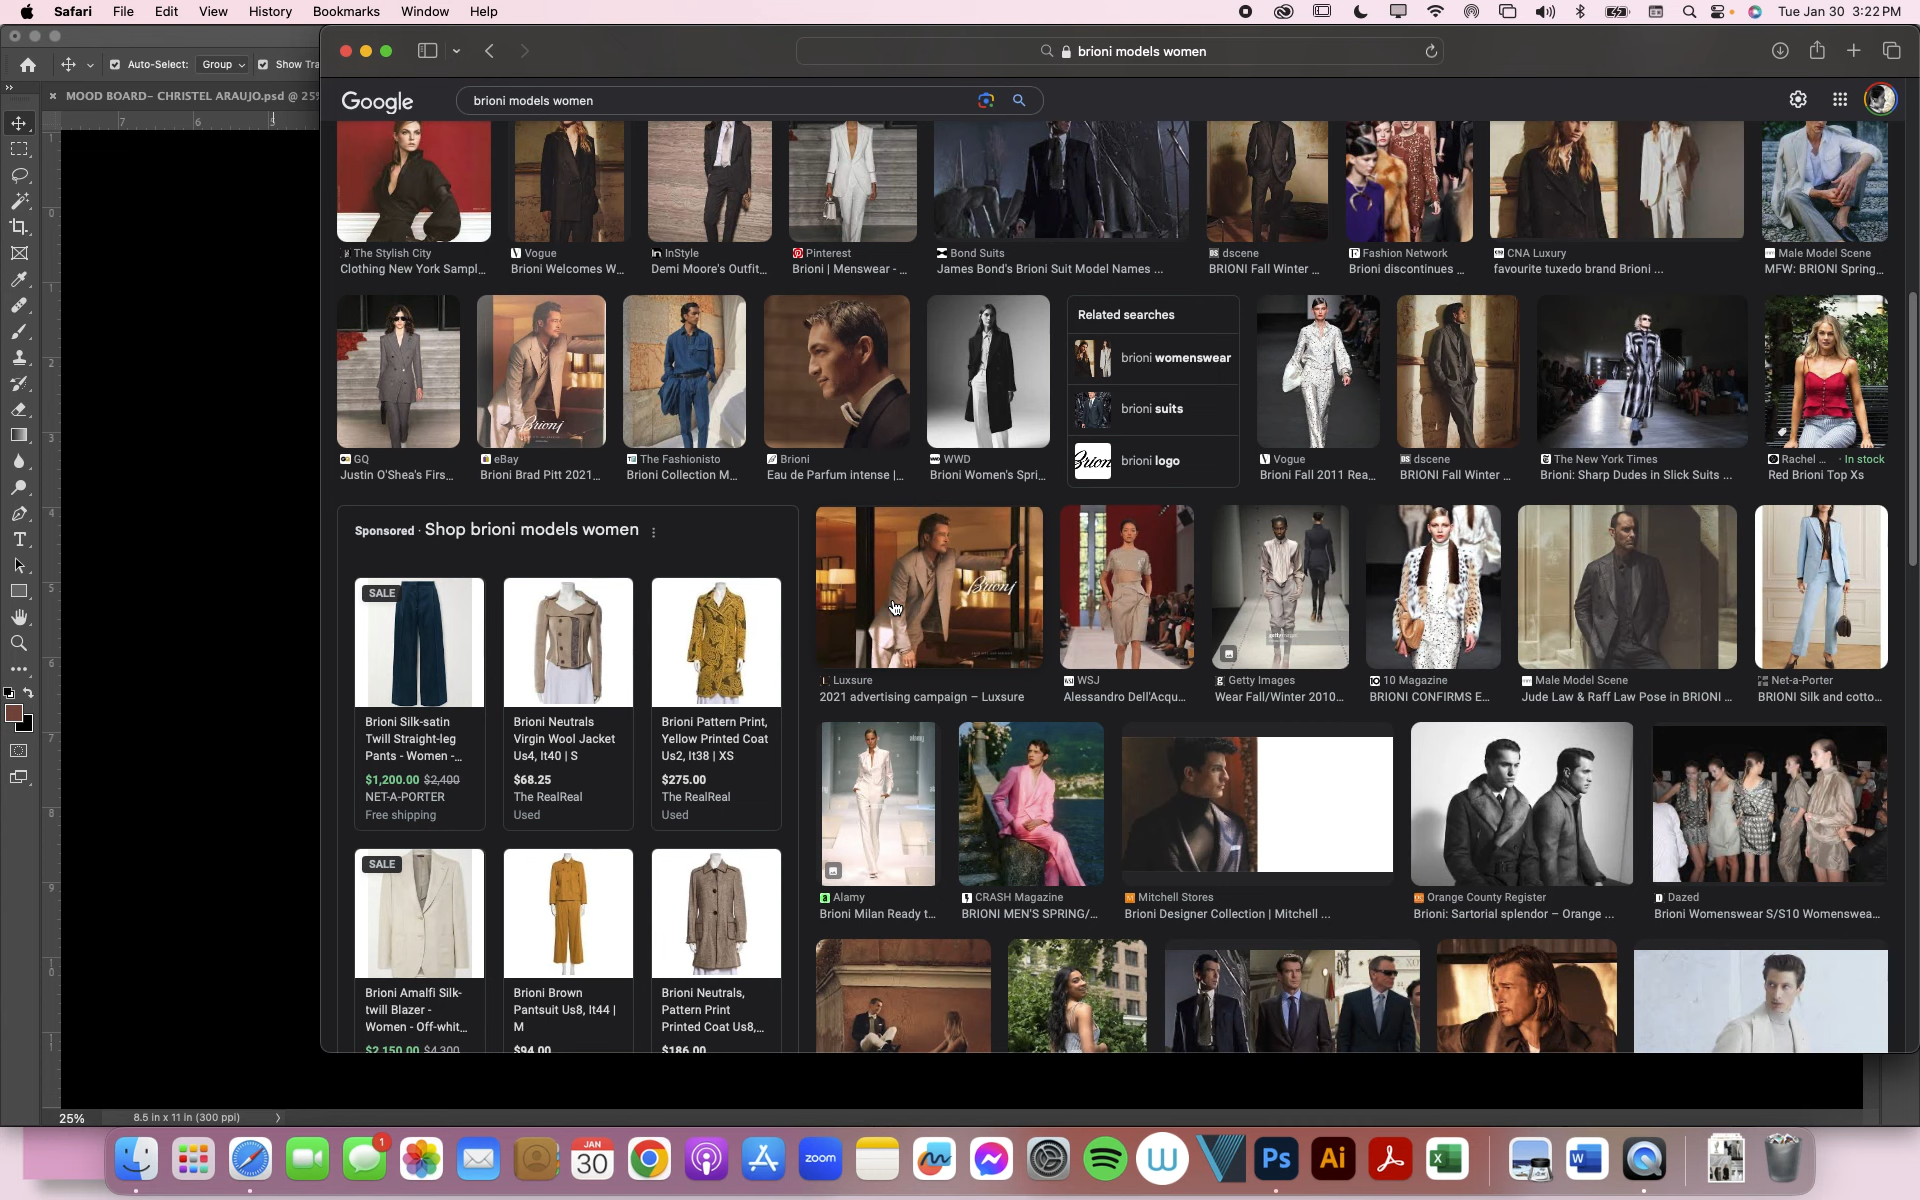 Safari File Edit View History Bookmarks Window Help
Tue Jan 30 3:22 PM
Auto-Select: Group Show Tra
brioni models women
MOOD BOARD- CHRISTEL ARAUJO.psd @ 25%
Google brioni models women
The Stylish City
Clothing New York Sampl...
Vogue
Brioni Welcomes W...
InStyle
Demi Moore's Outfit...
Pinterest
Brioni | Menswear - ...
Bond Suits
James Bond's Brioni Suit Model Names ...
dscene
BRIONI Fall Winter ...
Fashion Network
Brioni discontinues ...
CNA Luxury
favourite tuxedo brand Brioni ...
Male Model Scene
MFW: BRIONI Spring...
Brioni
GQ
Justin O'Shea's Firs...
eBay
Brioni Brad Pitt 2021...
The Fashionisto
Brioni Collection M...
Brioni
Eau de Parfum intense |...
WWD
Brioni Women's Spri...
Related searches
brioni womenswear
brioni suits
Brioni
brioni logo
Vogue
Brioni Fall 2011 Rea...
dscene
BRIONI Fall Winter ...
The New York Times
Brioni: Sharp Dudes in Slick Suits ...
Rachel ... · In stock
Red Brioni Top Xs
Sponsored · Shop brioni models women
SALE
Brioni Silk-satin
Twill Straight-leg
Pants - Women -...
$1,200.00 $2,400
NET-A-PORTER
Free shipping
Brioni Neutrals
Virgin Wool Jacket
Us4, It40 | S
$68.25
The RealReal
Used
Brioni Pattern Print,
Yellow Printed Coat
Us2, It38 | XS
$275.00
The RealReal
Used
SALE
Brioni Amalfi Silk-
twill Blazer -
Women - Off-whit...
$2,150.00 $4,300
Brioni Brown
Pantsuit Us8, It44 |
M
$94.00
Brioni Neutrals,
Pattern Print
Printed Coat Us8,...
$186.00
Brioni
Luxsure
2021 advertising campaign – Luxsure
WSJ
Alessandro Dell'Acqu...
gettyimages
Getty Images
Wear Fall/Winter 2010...
10 Magazine
BRIONI CONFIRMS E...
Male Model Scene
Jude Law & Raff Law Pose in BRIONI ...
Net-a-Porter
BRIONI Silk and cotto...
alamy
Alamy
Brioni Milan Ready t...
CRASH Magazine
BRIONI MEN'S SPRING/...
Mitchell Stores
Brioni Designer Collection | Mitchell ...
Orange County Register
Brioni: Sartorial splendor – Orange ...
Dazed
Brioni Womenswear S/S10 Womenswea...
25% 8.5 in x 11 in (300 ppi)
1
JAN
30
zoom
Ps
Ai
X
W